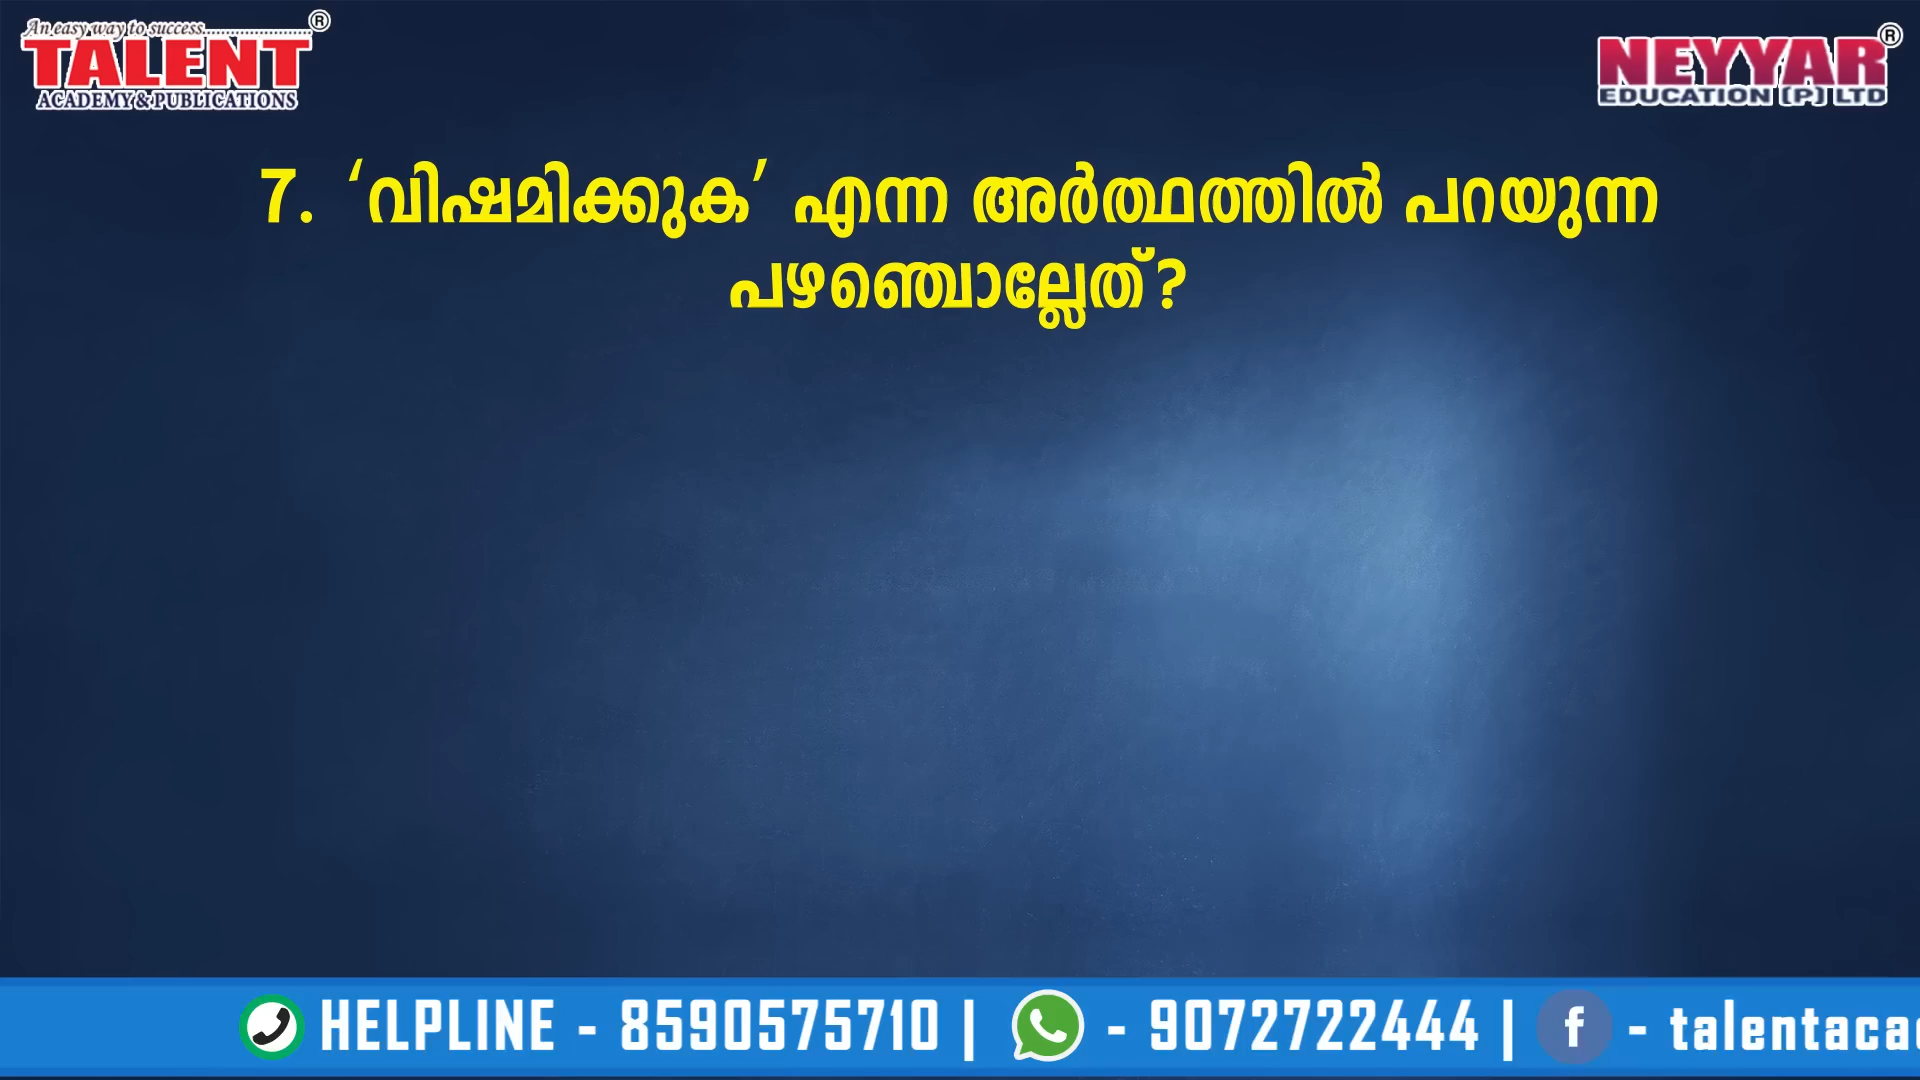 An easy way to success........................
TALENT®
ACADEMY & PUBLICATIONS
NEYYAR®
EDUCATION (P) LTD
7. ‘വിഷമിക്കുക’ എന്ന അർത്ഥത്തിൽ പറയുന്ന
പഴഞ്ചൊല്ലേത്?
HELPLINE - 8590575710 | - 9072722444 | f - talentaca